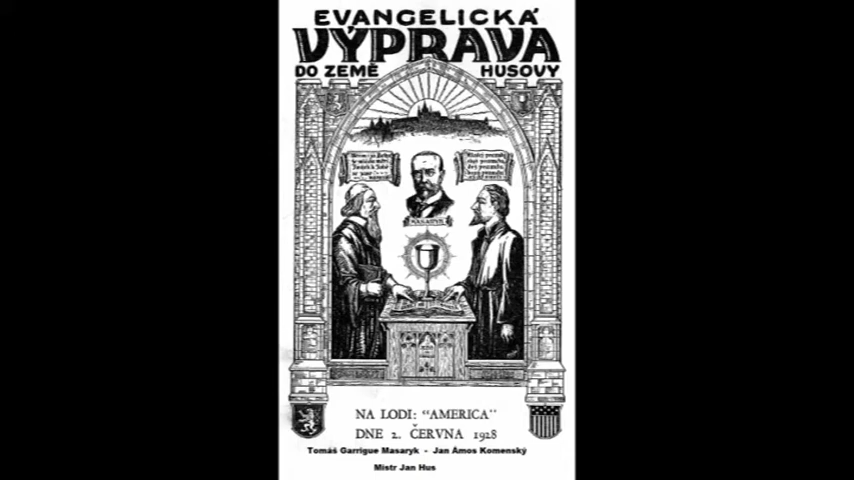 EVANGELICKÁ
VÝPRAVA
DO ZEMĚ HUSOVY
MASARYK
NA LODI: "AMERICA"
DNE 2. ČERVNA 1928
Tomáš Garrigue Masaryk - Jan Ámos Komenský
Mistr Jan Hus